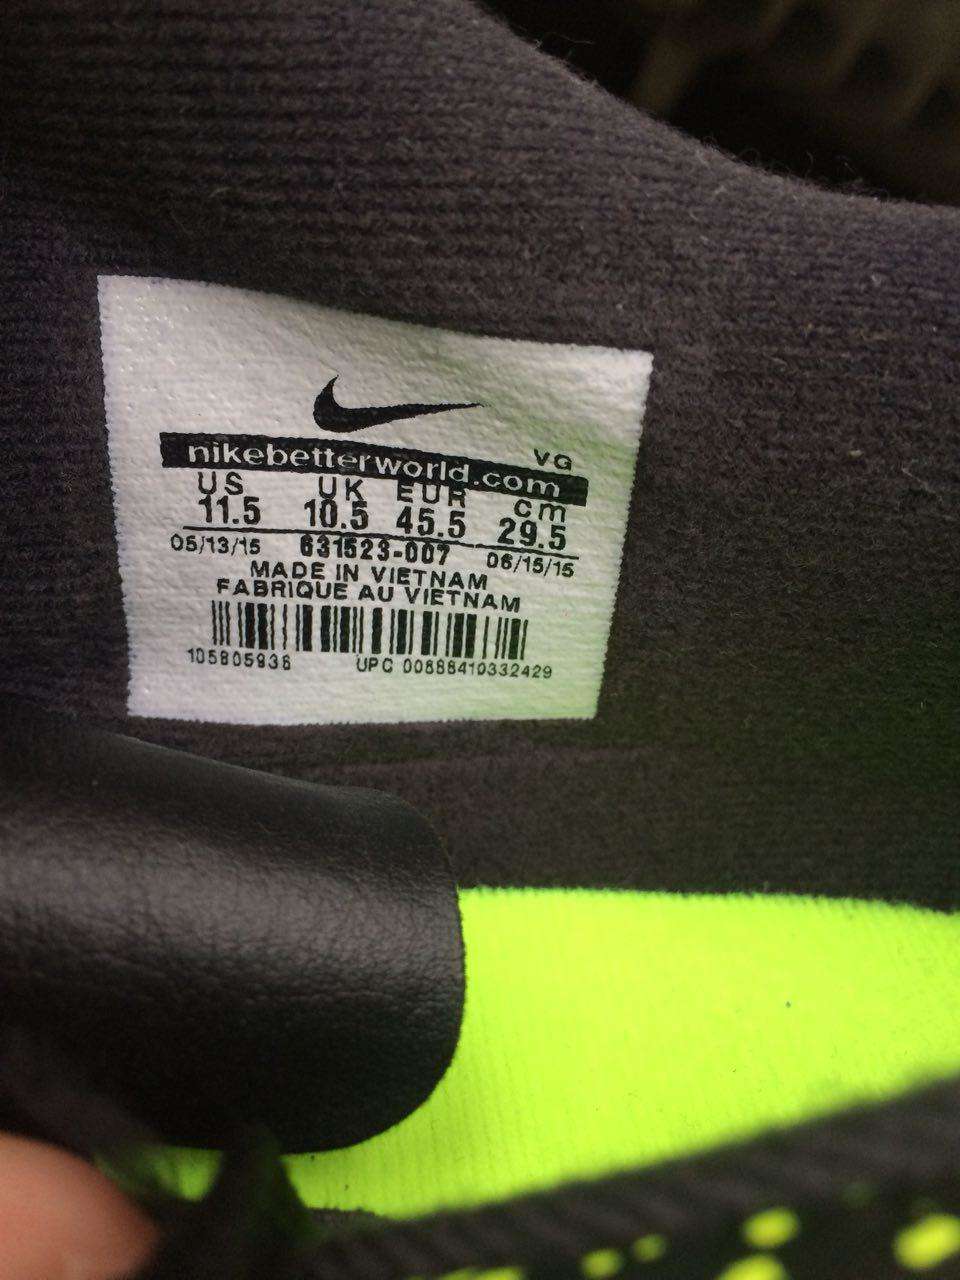 nikebetterworld.com
VG
US UK EUR cm
11.5 10.5 45.5 29.5
05/13/15 631523-007 06/15/15
MADE IN VIETNAM
FABRIQUE AU VIETNAM
105805936 UPC 00888410332429